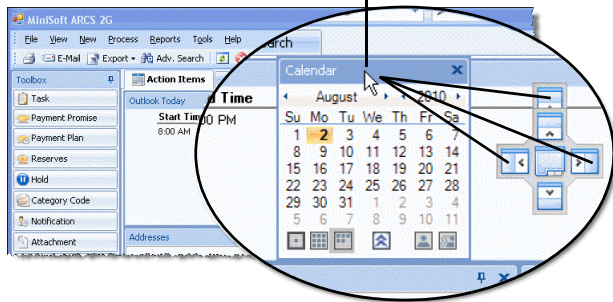 MiniSoft ARCS 2G
File View New Process Reports Tools Help
E-Mail Export Adv. Search
earch
Toolbox
Action Items
Task
Payment Promise
Payment Plan
Reserves
Hold
Category Code
Notification
Attachment
Outlook Today
d Time
Start Tim
00 PM
8:00 AM
Addresses
Calendar
August 2010
Su Mo Tu We Th Fr Sa
1 2 3 4 5 6 7
8 9 10 11 12 13 14
15 16 17 18 19 20 21
22 23 24 25 26 27 28
29 30 31 1 2 3 4
5 6 7 8 9 10 11